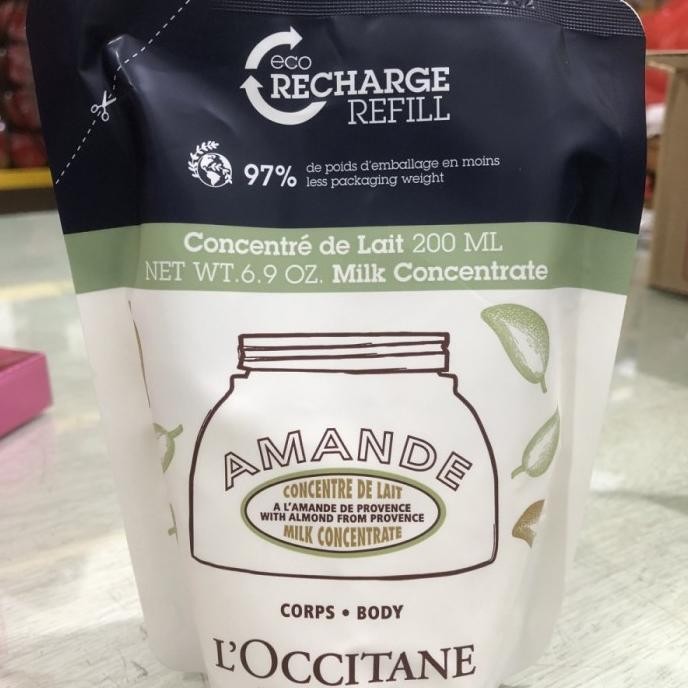 eco
RECHARGE
REFILL
97% de poids d'emballage en moins
less packaging weight
Concentré de Lait 200 ML
NET WT.6.9 OZ. Milk Concentrate
AMANDE
CONCENTRE DE LAIT
A L'AMANDE DE PROVENCE
WITH ALMOND FROM PROVENCE
MILK CONCENTRATE
CORPS • BODY
L'OCCITANE